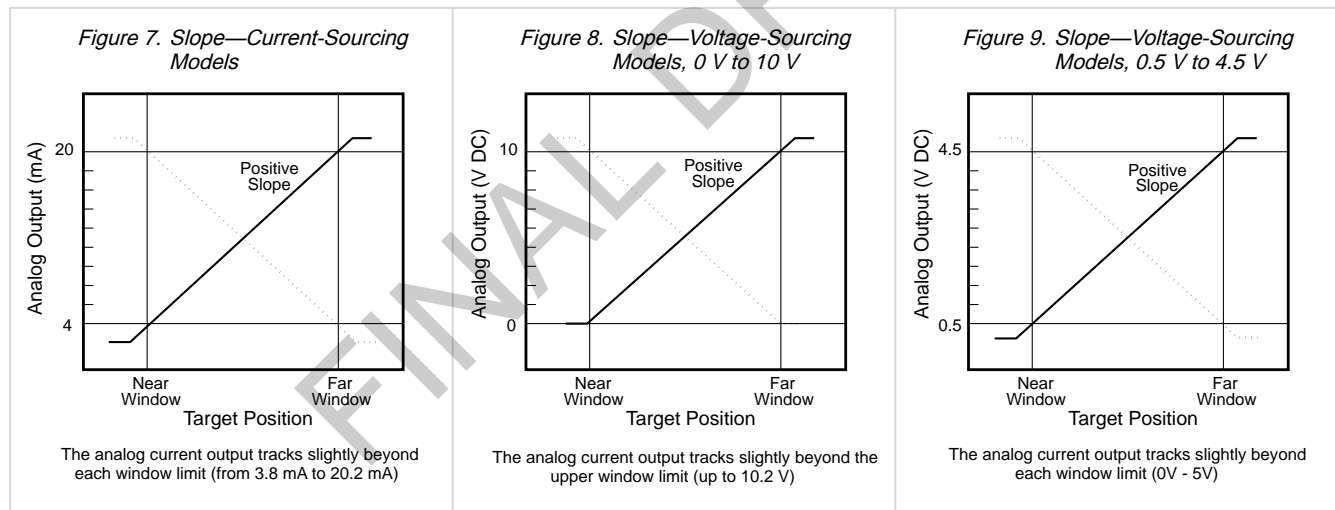 Figure 7. Slope—Current-Sourcing
Models
Analog Output (mA)
20
4
Positive
Slope
Near
Window
Far
Window
Target Position
The analog current output tracks slightly beyond
each window limit (from 3.8 mA to 20.2 mA)
Figure 8. Slope—Voltage-Sourcing
Models, 0 V to 10 V
Analog Output (V DC)
10
0
Positive
Slope
Near
Window
Far
Window
Target Position
The analog current output tracks slightly beyond the
upper window limit (up to 10.2 V)
Figure 9. Slope—Voltage-Sourcing
Models, 0.5 V to 4.5 V
Analog Output (V DC)
4.5
0.5
Positive
Slope
Near
Window
Far
Window
Target Position
The analog current output tracks slightly beyond
each window limit (0V - 5V)
FINAL